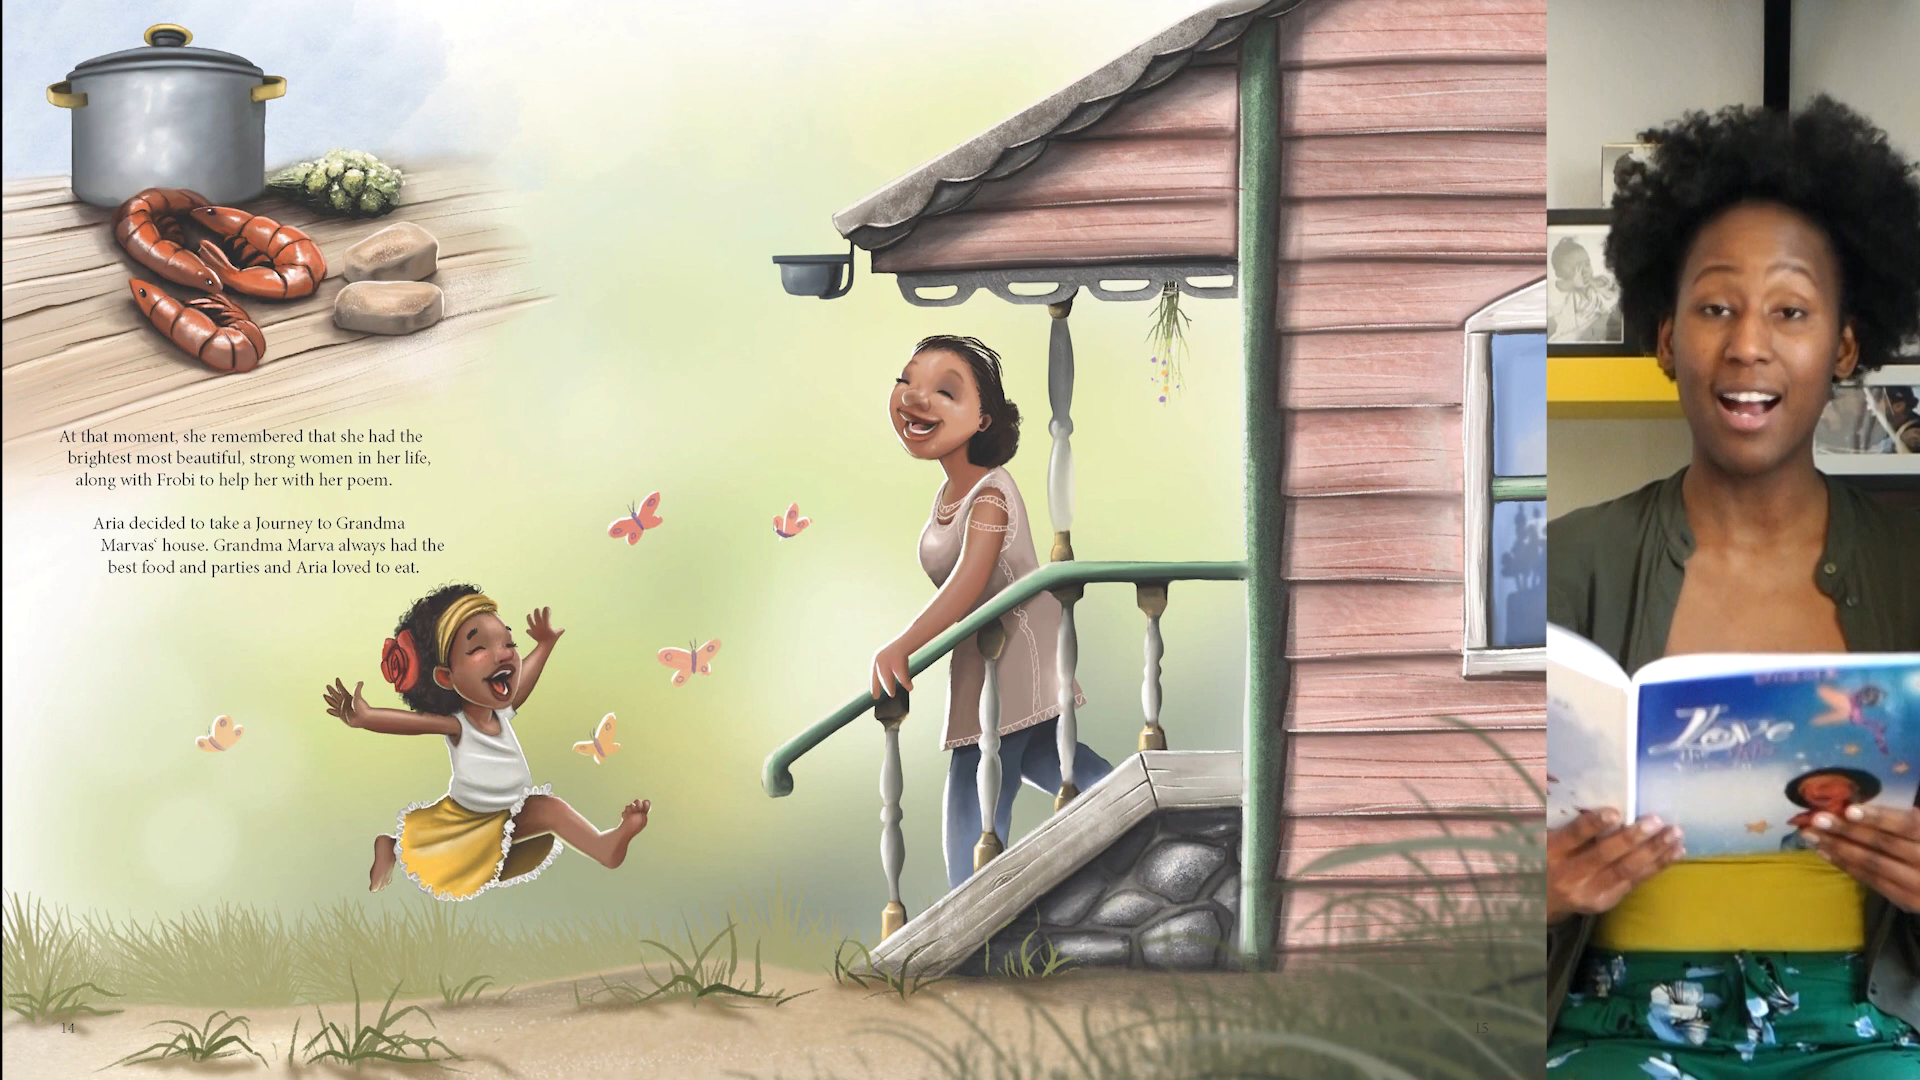 At that moment, she remembered that she had the
brightest most beautiful, strong women in her life,
along with Frobi to help her with her poem.
Aria decided to take a Journey to Grandma
Marvas‘ house. Grandma Marva always had the
best food and parties and Aria loved to eat.
14
15
Love